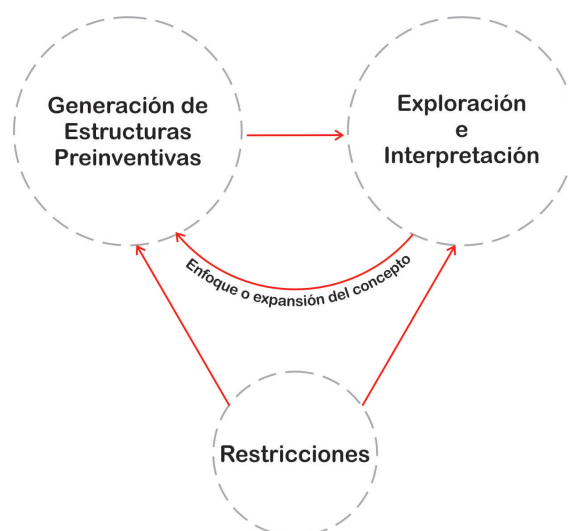 Generación de
Estructuras
Preinventivas
Exploración
e
Interpretación
Enfoque o expansión del concepto
Restricciones